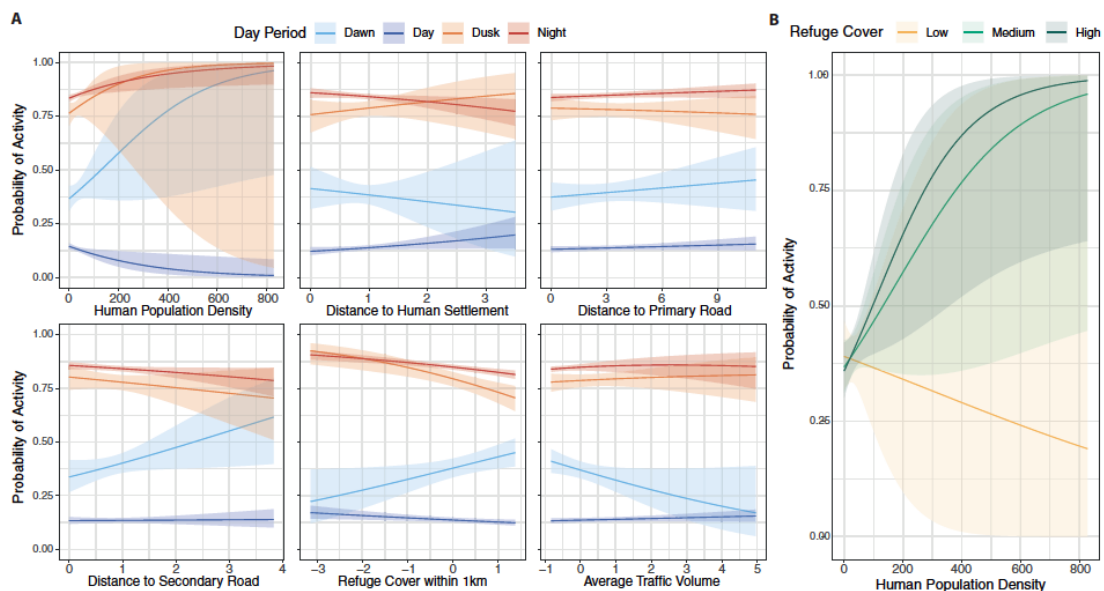 A
Day Period Dawn Day Dusk Night
Probability of Activity
1.00
0.75
0.50
0.25
0.00
0 200 400 600 800
Human Population Density
0 1 2 3
Distance to Human Settlement
0 3 6 9
Distance to Primary Road
Probability of Activity
1.00
0.75
0.50
0.25
0.00
0 1 2 3 4
Distance to Secondary Road
−3 −2 −1 0 1
Refuge Cover within 1km
−1 0 1 2 3 4 5
Average Traffic Volume
B
Refuge Cover Low Medium High
Probability of Activity
1.00
0.75
0.50
0.25
0.00
0 200 400 600 800
Human Population Density